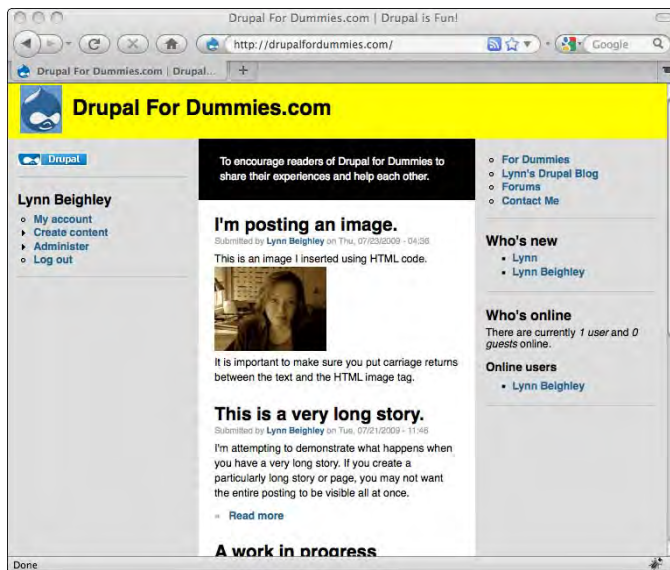 Drupal For Dummies.com | Drupal is Fun!
http://drupalfordummies.com/
Google
Drupal For Dummies.com | Drupal...
Drupal For Dummies.com
Drupal
Lynn Beighley
My account
Create content
Administer
Log out
To encourage readers of Drupal for Dummies to
share their experiences and help each other.
I'm posting an image.
Submitted by Lynn Beighley on Thu, 07/23/2009 - 04:36
This is an image I inserted using HTML code.
It is important to make sure you put carriage returns
between the text and the HTML image tag.
This is a very long story.
Submitted by Lynn Beighley on Tue, 07/21/2009 - 11:46
I'm attempting to demonstrate what happens when
you have a very long story. If you create a
particularly long story or page, you may not want
the entire posting to be visible all at once.
» Read more
A work in progress
For Dummies
Lynn's Drupal Blog
Forums
Contact Me
Who's new
Lynn
Lynn Beighley
Who's online
There are currently 1 user and 0
guests online.
Online users
Lynn Beighley
Done